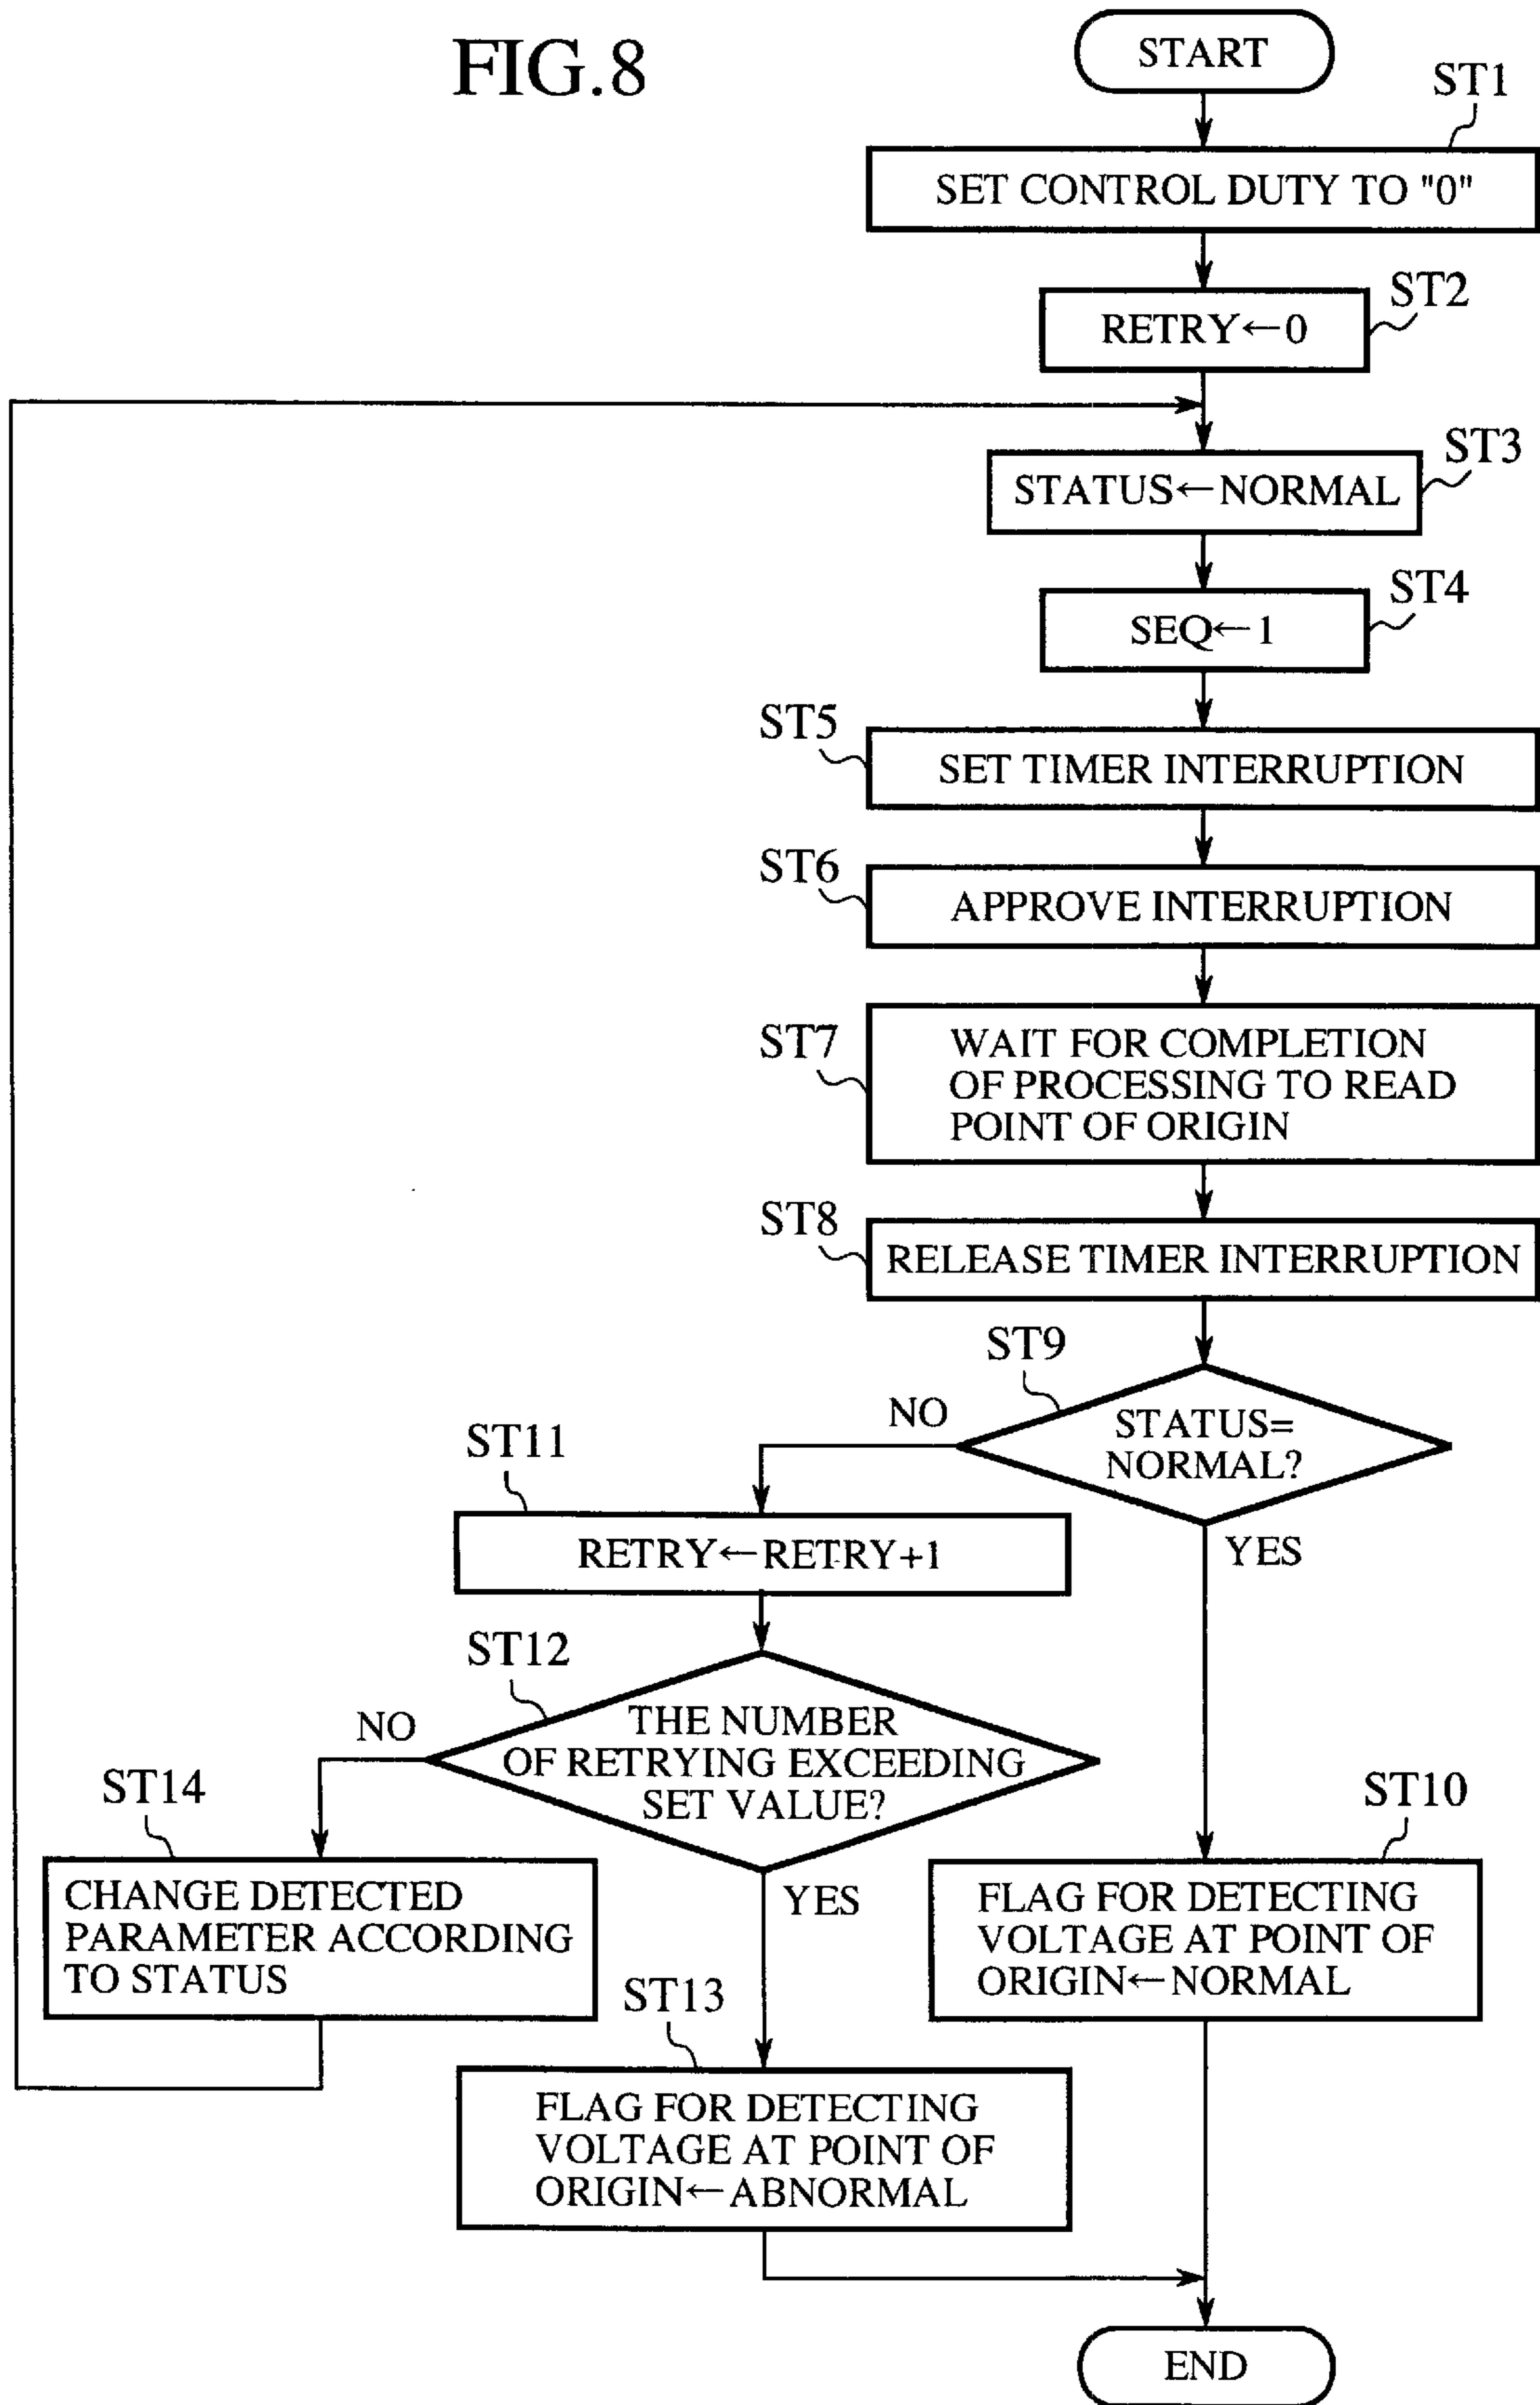 FIG.8
START
ST1
SET CONTROL DUTY TO "0"
ST2
RETRY←0
ST3
STATUS←NORMAL
ST4
SEQ←1
ST5
SET TIMER INTERRUPTION
ST6
APPROVE INTERRUPTION
ST7
WAIT FOR COMPLETION
OF PROCESSING TO READ
POINT OF ORIGIN
ST8
RELEASE TIMER INTERRUPTION
ST9
STATUS=
NORMAL?
NO
YES
ST11
RETRY←RETRY+1
ST12
THE NUMBER
OF RETRYING EXCEEDING
SET VALUE?
NO
YES
ST14
CHANGE DETECTED
PARAMETER ACCORDING
TO STATUS
ST10
FLAG FOR DETECTING
VOLTAGE AT POINT OF
ORIGIN←NORMAL
ST13
FLAG FOR DETECTING
VOLTAGE AT POINT OF
ORIGIN←ABNORMAL
END